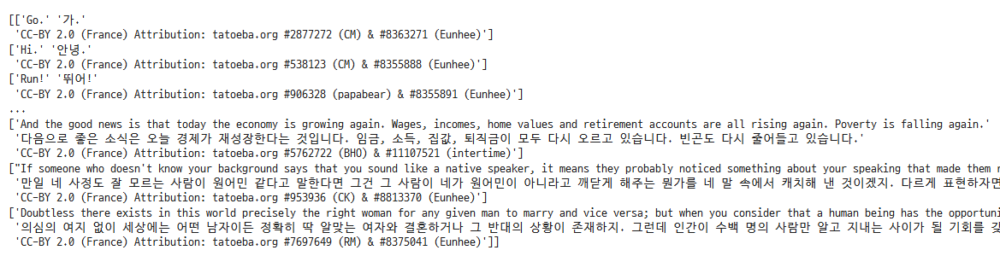 [['Go.' '가.'
'CC-BY 2.0 (France) Attribution: tatoeba.org #2877272 (CM) & #8363271 (Eunhee)']
['Hi.' '안녕.'
'CC-BY 2.0 (France) Attribution: tatoeba.org #538123 (CM) & #8355888 (Eunhee)']
['Run!' '뛰어!'
'CC-BY 2.0 (France) Attribution: tatoeba.org #906328 (papabear) & #8355891 (Eunhee)']
...
['And the good news is that today the economy is growing again. Wages, incomes, home values and retirement accounts are all rising again. Poverty is falling again.'
'다음으로 좋은 소식은 오늘 경제가 재성장한다는 것입니다. 임금, 소득, 집값, 퇴직금이 모두 다시 오르고 있습니다. 빈곤도 다시 줄어들고 있습니다.'
'CC-BY 2.0 (France) Attribution: tatoeba.org #5762722 (BHO) & #11107521 (intertime)']
["If someone who doesn't know your background says that you sound like a native speaker, it means they probably noticed something about your speaking that made them
'만일 네 사정도 잘 모르는 사람이 원어민 같다고 말한다면 그건 그 사람이 네가 원어민이 아니라고 깨닫게 해주는 뭔가를 네 말 속에서 캐치해 낸 것이겠지. 다르게 표현하자면
'CC-BY 2.0 (France) Attribution: tatoeba.org #953936 (CK) & #8813370 (Eunhee)']
['Doubtless there exists in this world precisely the right woman for any given man to marry and vice versa; but when you consider that a human being has the opportuni
'의심의 여지 없이 세상에는 어떤 남자이든 정확히 딱 알맞는 여자와 결혼하거나 그 반대의 상황이 존재하지. 그런데 인간이 수백 명의 사람만 알고 지내는 사이가 될 기회를
'CC-BY 2.0 (France) Attribution: tatoeba.org #7697649 (RM) & #8375041 (Eunhee)']]